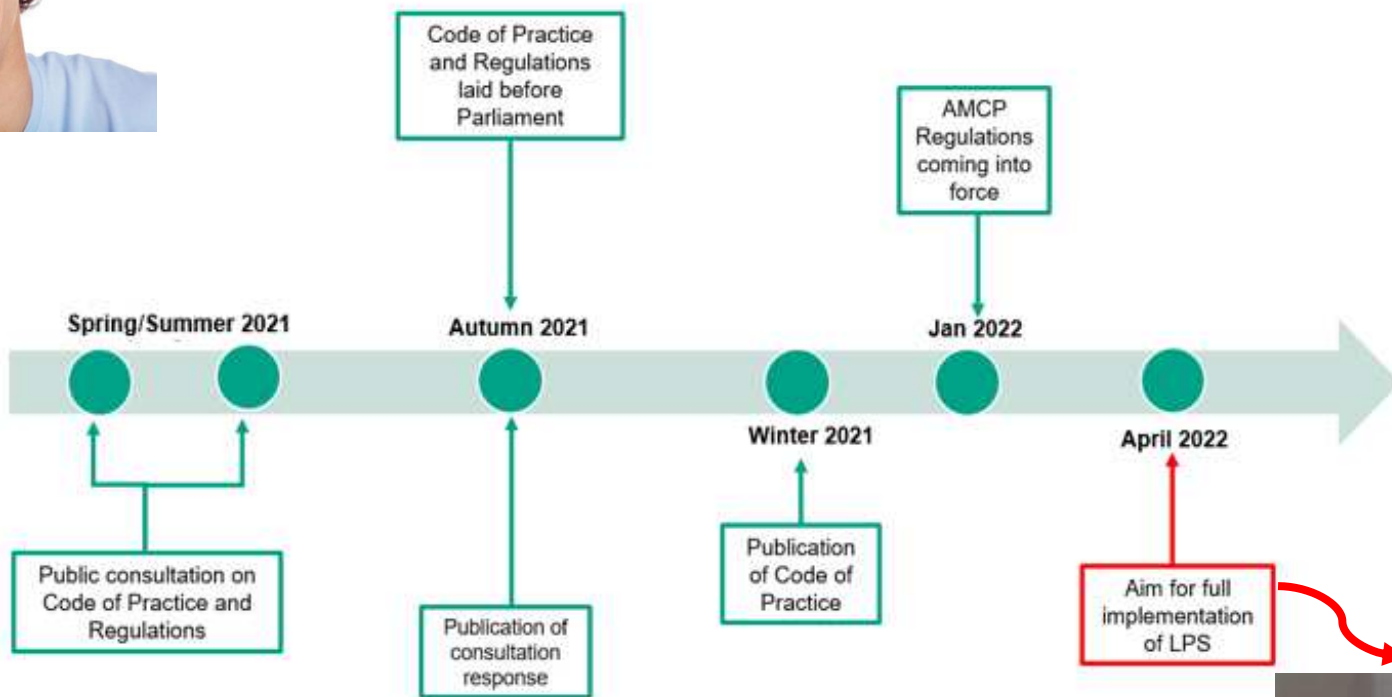 Code of Practice
and Regulations
laid before
Parliament
AMCP
Regulations
coming into
force
Spring/Summer 2021
Autumn 2021
Jan 2022
Winter 2021
April 2022
Public consultation on
Code of Practice and
Regulations
Publication of
consultation
response
Publication
of Code of
Practice
Aim for full
implementation
of LPS